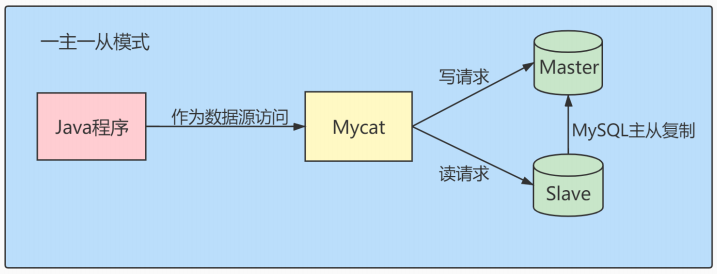 一主一从模式
Java程序
作为数据源访问
Mycat
写请求
读请求
Master
MySQL主从复制
Slave